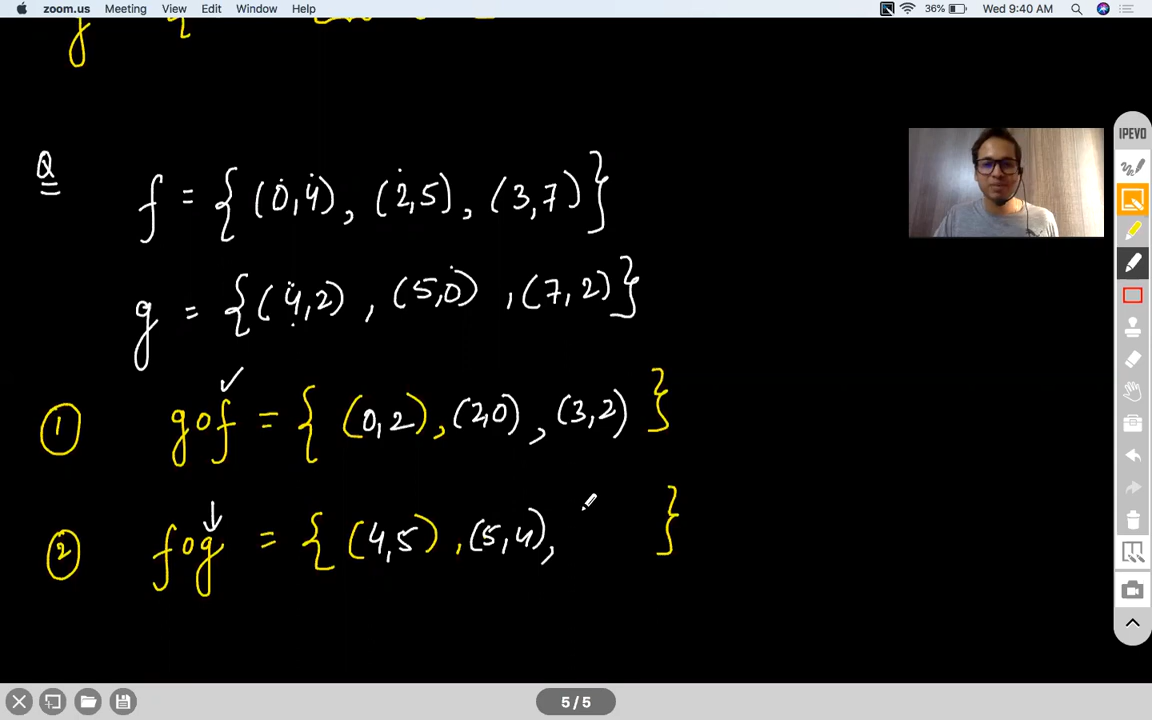 zoom.us Meeting View Edit Window Help 36% Wed 9:40 AM
y
IPEVO
Q
f = {(0,4), (2,5), (3,7)}
g = {(4,2), (5,0), (7,2)}
① gof = {(0,2), (2,0), (3,2) }
② fog = {(4,5), (5,4), }
5/5